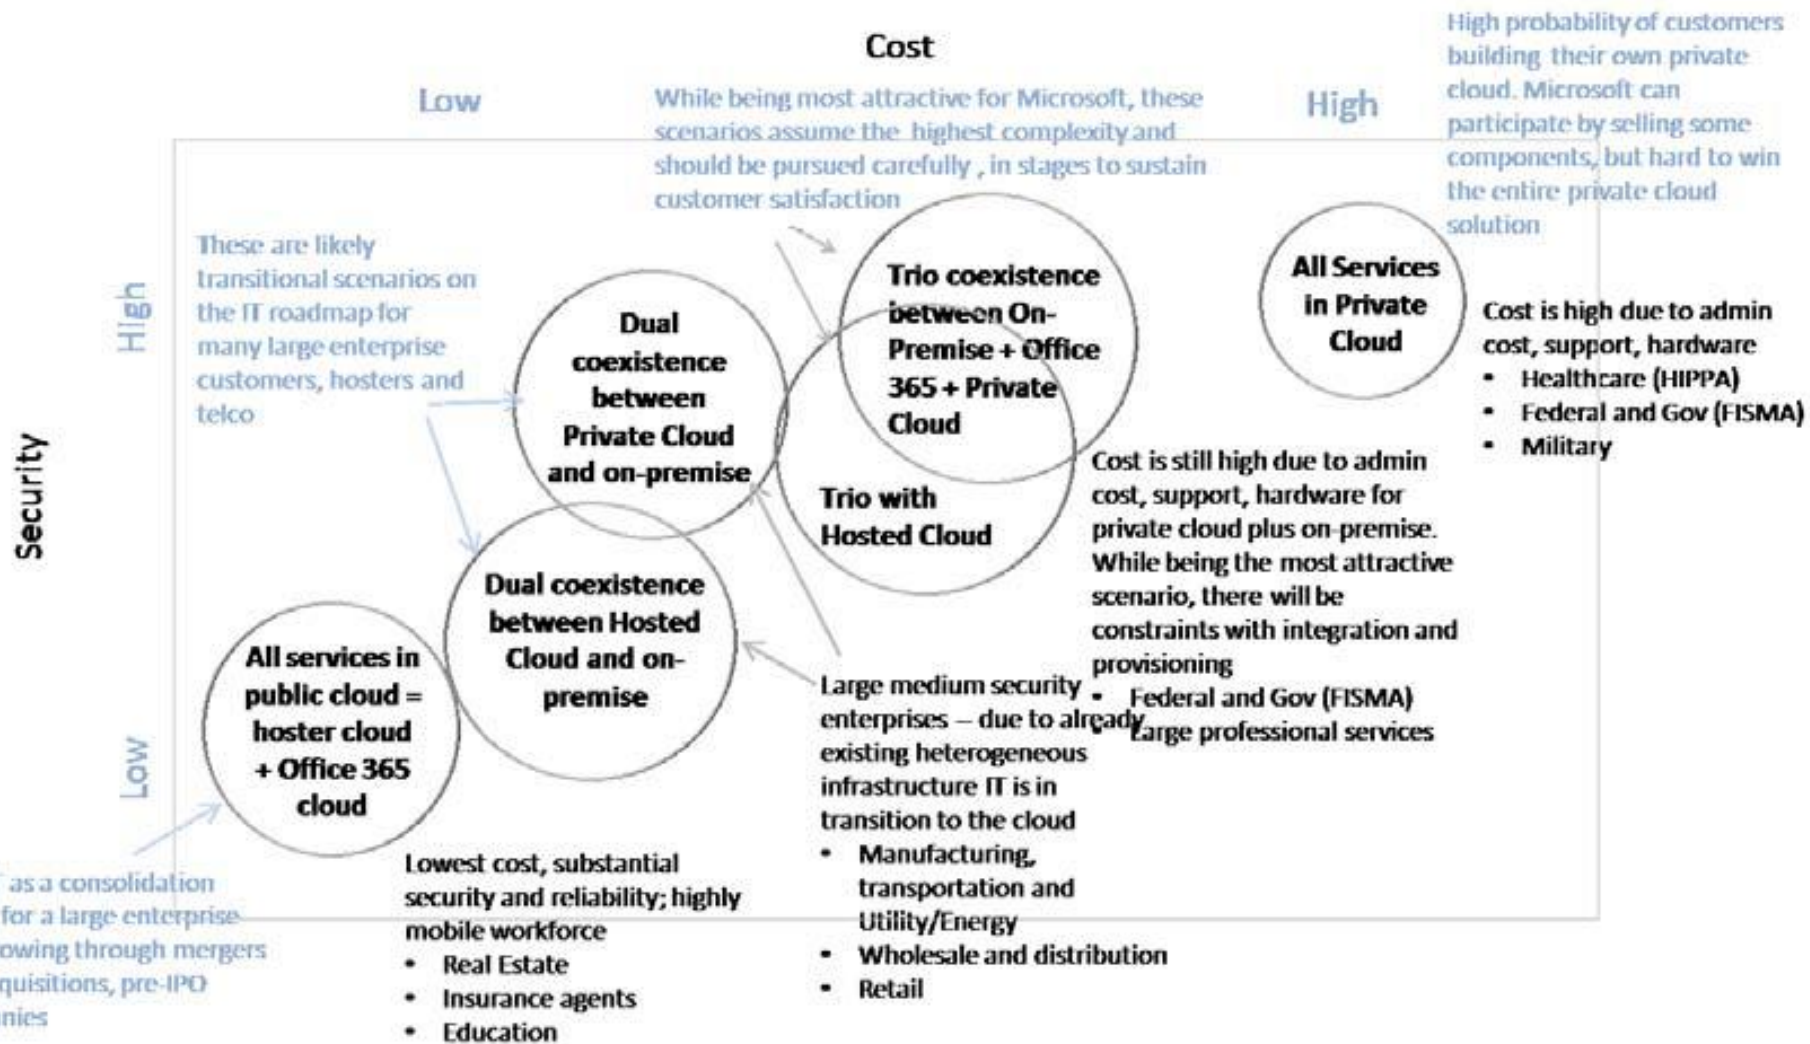 Cost
Low
High
While being most attractive for Microsoft, these
scenarios assume the highest complexity and
should be pursued carefully , in stages to sustain
customer satisfaction
High probability of customers
building their own private
cloud. Microsoft can
participate by selling some
components, but hard to win
the entire private cloud
solution
Security
High
Low
These are likely
transitional scenarios on
the IT roadmap for
many large enterprise
customers, hosters and
telco
Dual
coexistence
between
Private Cloud
and on-premise
Trio coexistence
between On-
Premise + Office
365 + Private
Cloud
Trio with
Hosted Cloud
All Services
in Private
Cloud
Cost is high due to admin
cost, support, hardware
• Healthcare (HIPPA)
• Federal and Gov (FISMA)
• Military
Cost is still high due to admin
cost, support, hardware for
private cloud plus on-premise.
While being the most attractive
scenario, there will be
constraints with integration and
provisioning
• Federal and Gov (FISMA)
• Large professional services
Dual coexistence
between Hosted
Cloud and on-
premise
All services in
public cloud =
hoster cloud
+ Office 365
cloud
Large medium security
enterprises – due to already
existing heterogeneous
infrastructure IT is in
transition to the cloud
• Manufacturing,
transportation and
Utility/Energy
• Wholesale and distribution
• Retail
Lowest cost, substantial
security and reliability; highly
mobile workforce
• Real Estate
• Insurance agents
• Education
as a consolidation
for a large enterprise
owing through mergers
quisitions, pre-IPO
nies